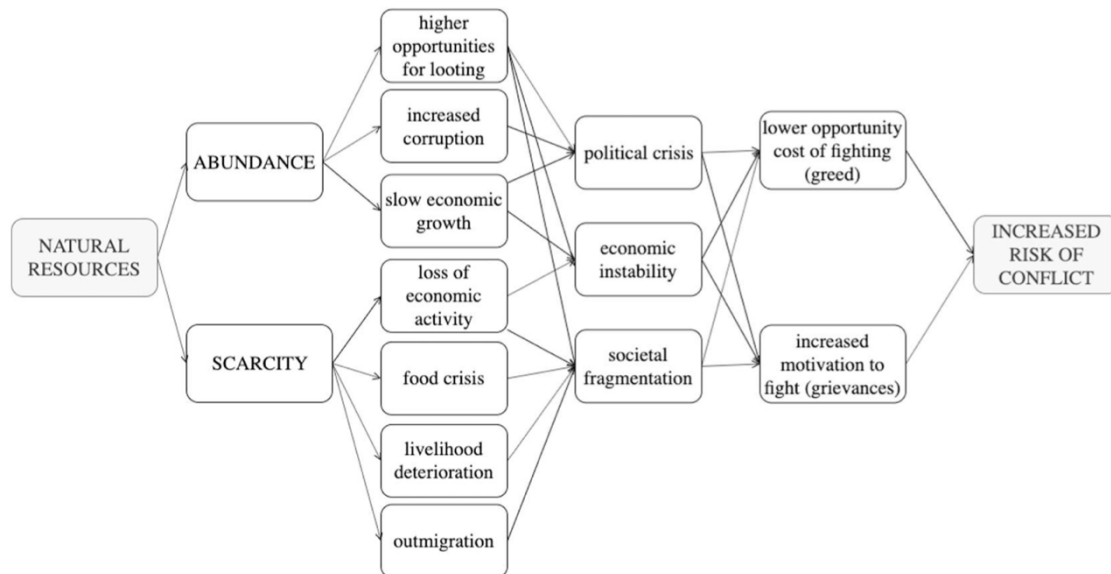 NATURAL
RESOURCES
ABUNDANCE
SCARCITY
higher
opportunities
for looting
increased
corruption
slow economic
growth
loss of
economic
activity
food crisis
livelihood
deterioration
outmigration
political crisis
economic
instability
societal
fragmentation
lower opportunity
cost of fighting
(greed)
increased
motivation to
fight (grievances)
INCREASED
RISK OF
CONFLICT